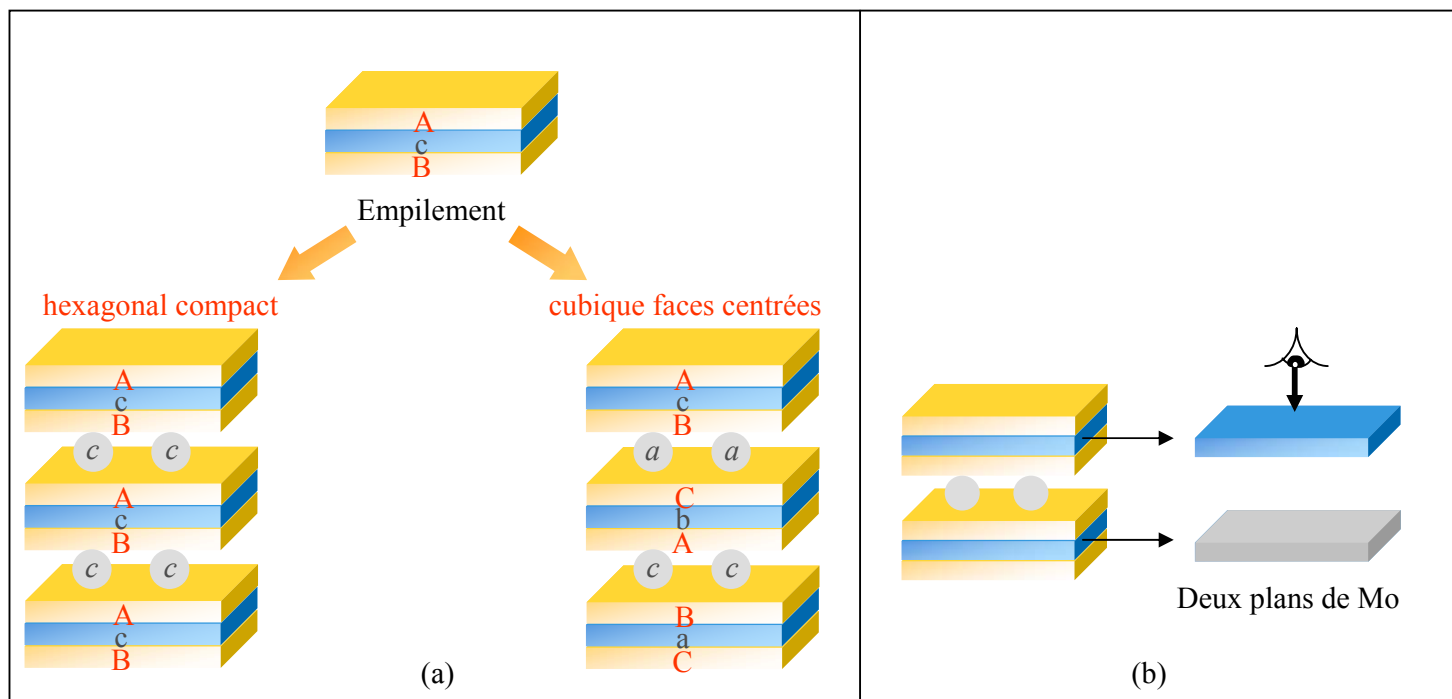 A
c
B
Empilement
hexagonal compact
A
c
B
c c
A
c
B
c c
A
c
B
cubique faces centrées
A
c
B
a a
C
b
A
c c
B
a
C
(a)
Deux plans de Mo
(b)